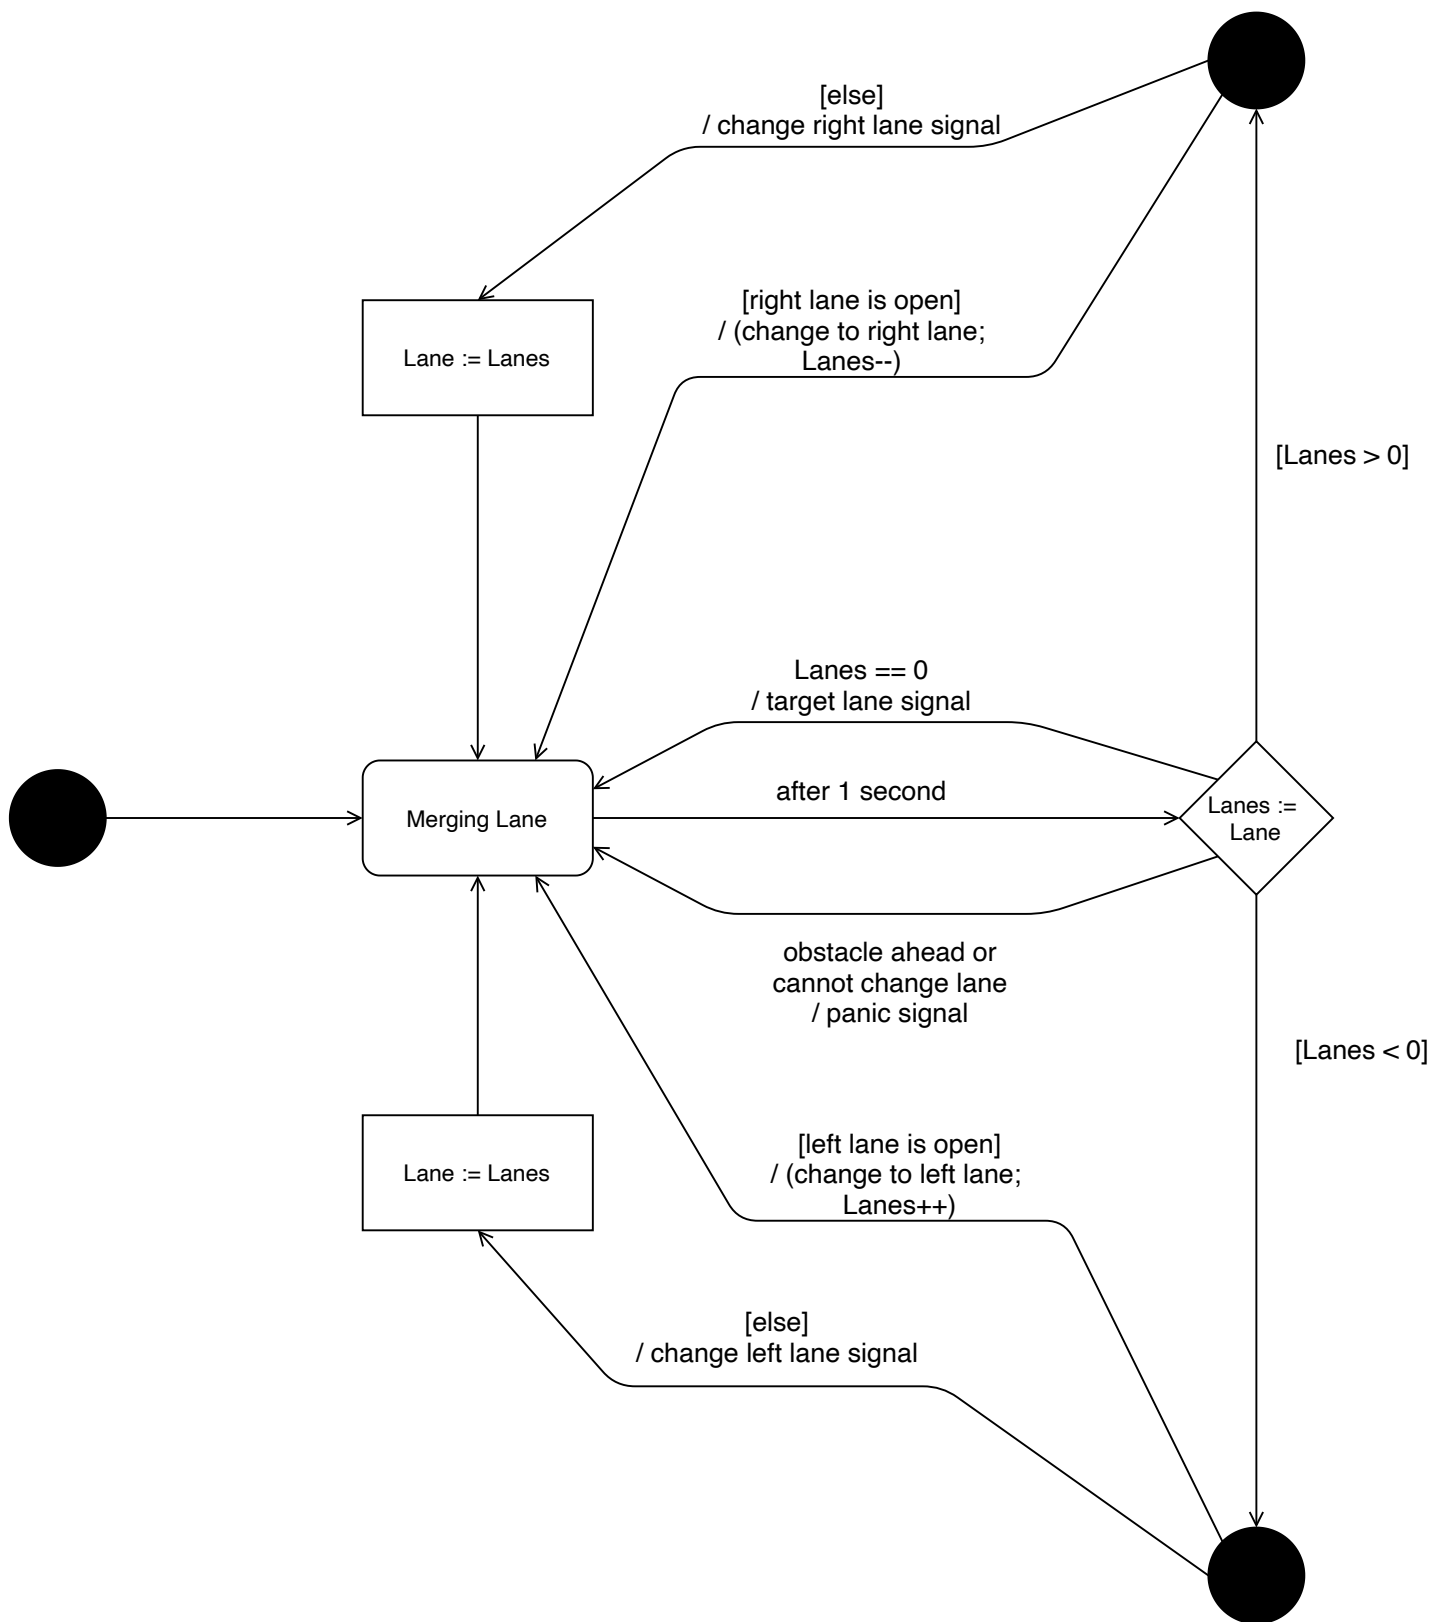 [else]
/ change right lane signal
[right lane is open]
/ (change to right lane;
Lanes--)
Lane := Lanes
[Lanes > 0]
Lanes == 0
/ target lane signal
after 1 second
Lanes :=
Lane
Merging Lane
obstacle ahead or
cannot change lane
/ panic signal
[Lanes < 0]
[left lane is open]
/ (change to left lane;
Lanes++)
Lane := Lanes
[else]
/ change left lane signal